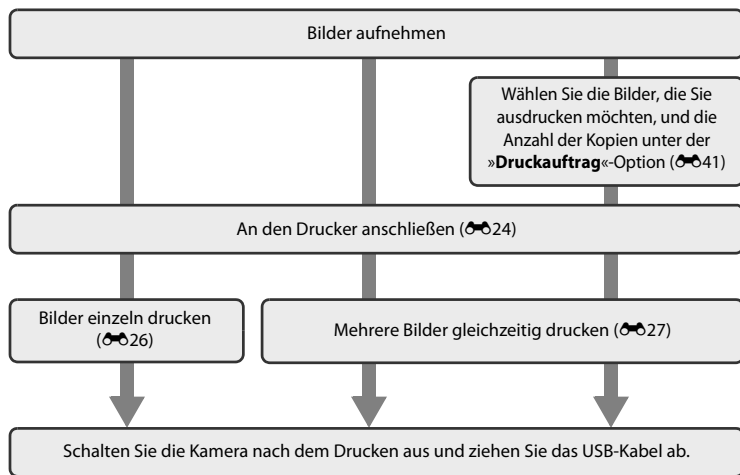 Bilder aufnehmen
Wählen Sie die Bilder, die Sie
ausdrucken möchten, und die
Anzahl der Kopien unter der
»Druckauftrag«-Option (41)
An den Drucker anschließen (24)
Bilder einzeln drucken
(26)
Mehrere Bilder gleichzeitig drucken (27)
Schalten Sie die Kamera nach dem Drucken aus und ziehen Sie das USB-Kabel ab.